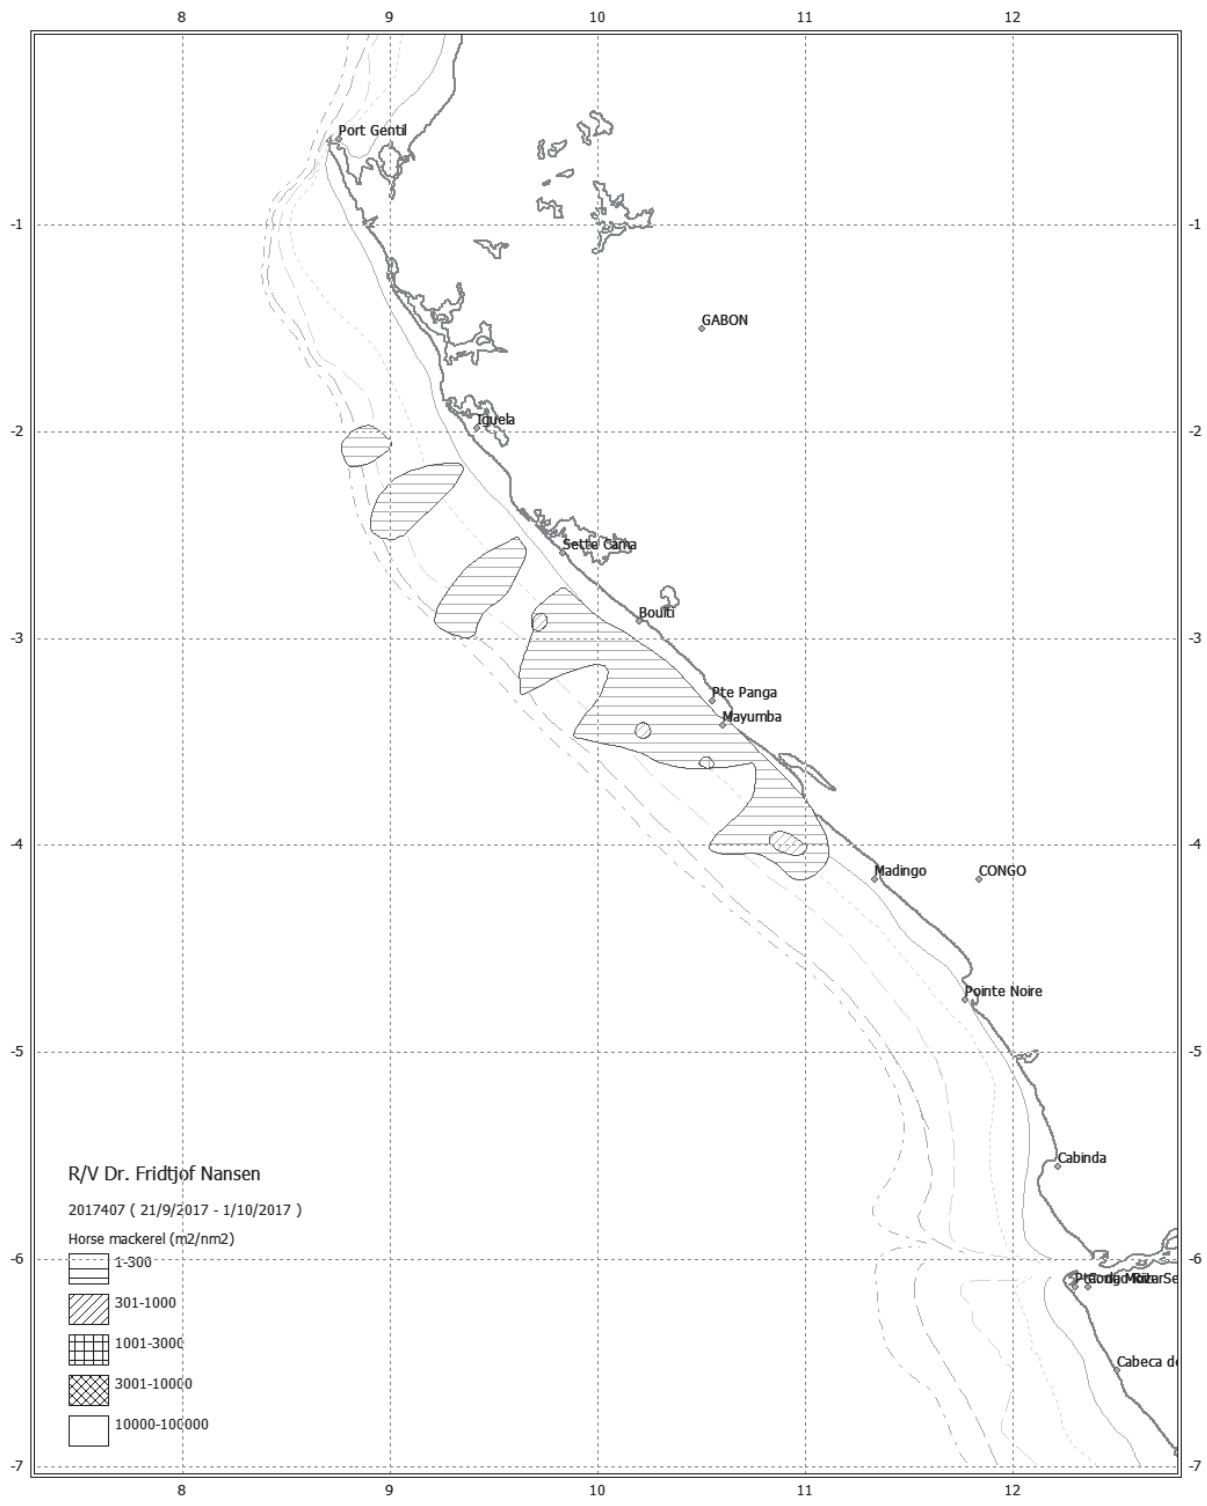 8 9 10 11 12
Port Gentil
-1 -1
GABON
Iguela
-2 -2
Sette Cama
Bouiti
-3 -3
Pte Panga
Mayumba
-4 -4
Madingo CONGO
Pointe Noire
-5 -5
Cabinda
R/V Dr. Fridtjof Nansen
2017407 ( 21/9/2017 - 1/10/2017 )
Horse mackerel (m2/nm2)
-6 -6
1-300
301-1000
1001-3000
Cabeca de
3001-10000
10000-100000
-7 -7
8 9 10 11 12